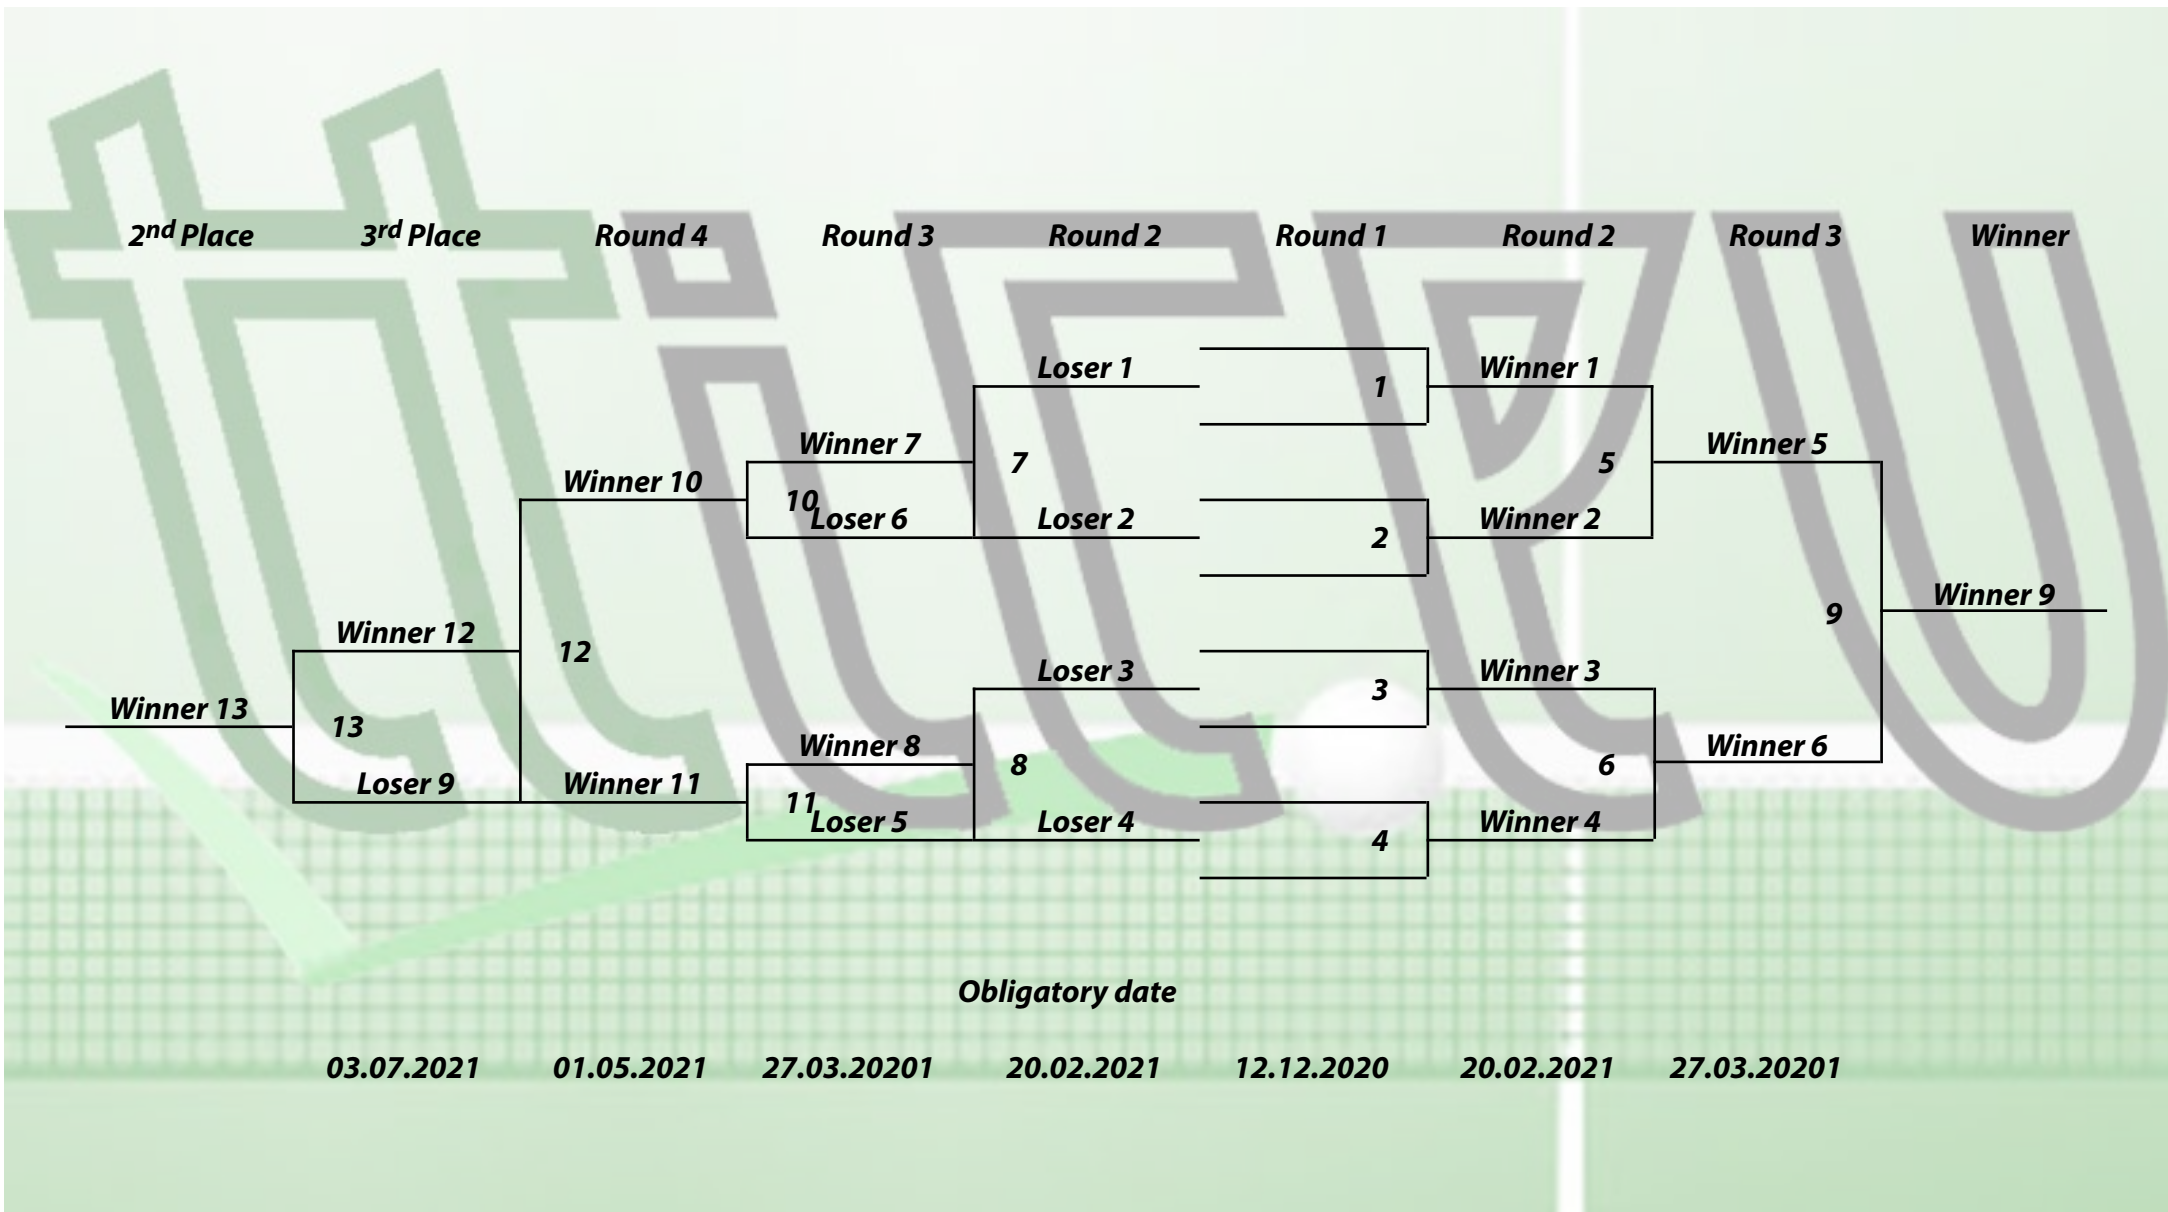 2nd Place 3rd Place Round 4 Round 3 Round 2 Round 1 Round 2 Round 3 Winner
Loser 1 1 Winner 1
Winner 7 7 5 Winner 5
Winner 10 10
Loser 6 Loser 2 2 Winner 2
9 Winner 9
Winner 12 12
Loser 3 3 Winner 3
Winner 13 13
Winner 8 8 6 Winner 6
Loser 9 Winner 11 11
Loser 5 Loser 4 4 Winner 4
Obligatory date
03.07.2021 01.05.2021 27.03.20201 20.02.2021 12.12.2020 20.02.2021 27.03.20201